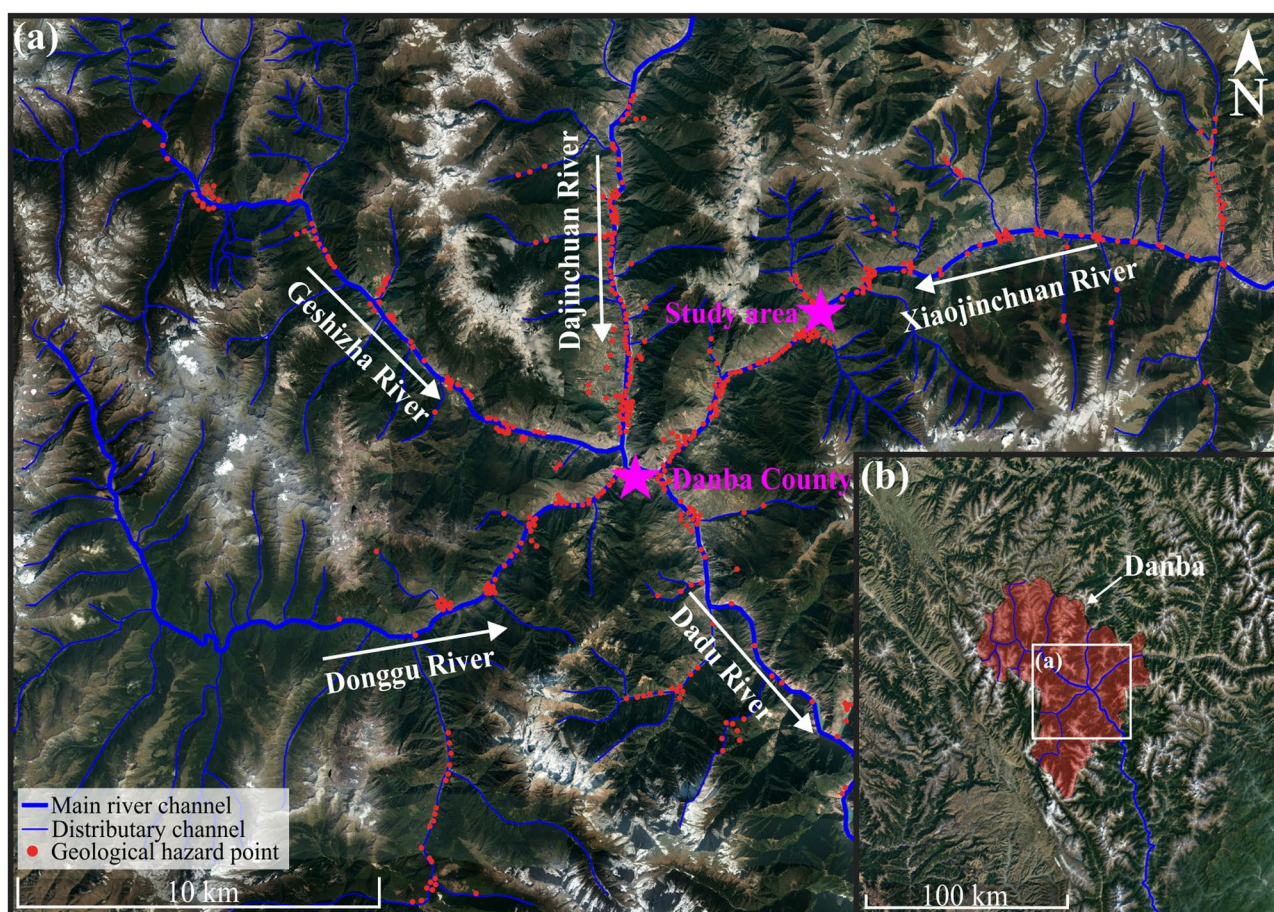 (a)
N
Dajinchuan River
Geshizha River
Study area
Xiaojinchuan River
Danba County
Donggu River
Dadu River
Main river channel
Distributary channel
Geological hazard point
10 km
(b)
Danba
(a)
100 km